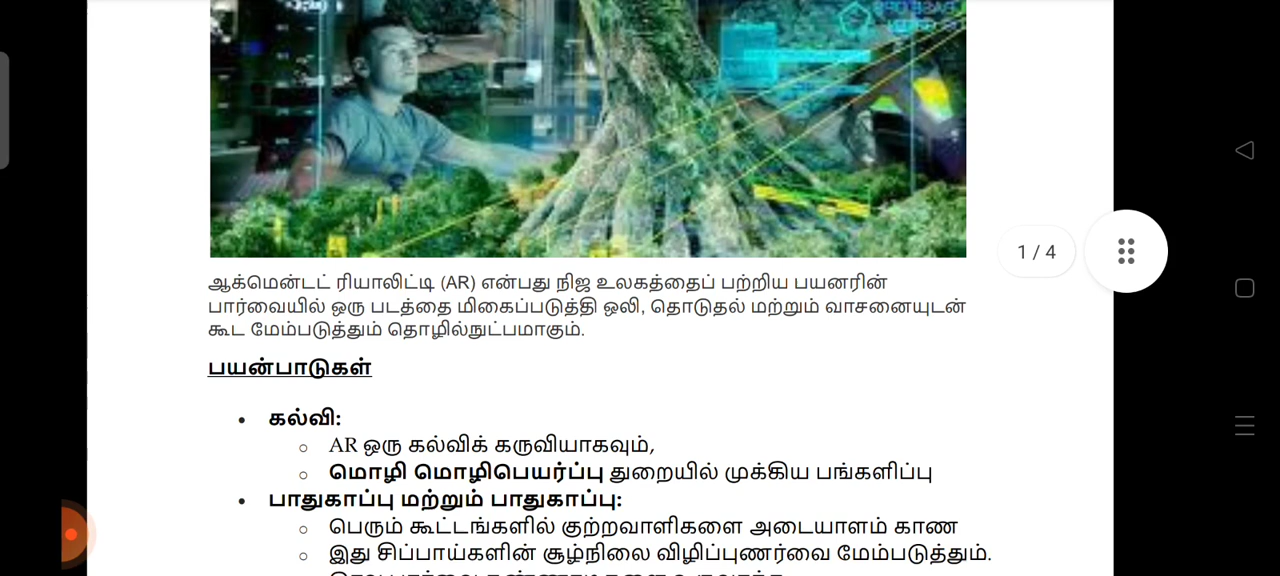 ஆக்மென்டட் ரியாலிட்டி (AR) என்பது நிஜ உலகத்தைப் பற்றிய பயனரின்
பார்வையில் ஒரு படத்தை மிகைப்படுத்தி ஒலி, தொடுதல் மற்றும் வாசனையுடன்
கூட மேம்படுத்தும் தொழில்நுட்பமாகும்.
1 / 4
பயன்பாடுகள்
• கல்வி:
○ AR ஒரு கல்விக் கருவியாகவும்,
○ மொழி மொழிபெயர்ப்பு துறையில் முக்கிய பங்களிப்பு
• பாதுகாப்பு மற்றும் பாதுகாப்பு:
○ பெரும் கூட்டங்களில் குற்றவாளிகளை அடையாளம் காண
○ இது சிப்பாய்களின் சூழ்நிலை விழிப்புணர்வை மேம்படுத்தும்.